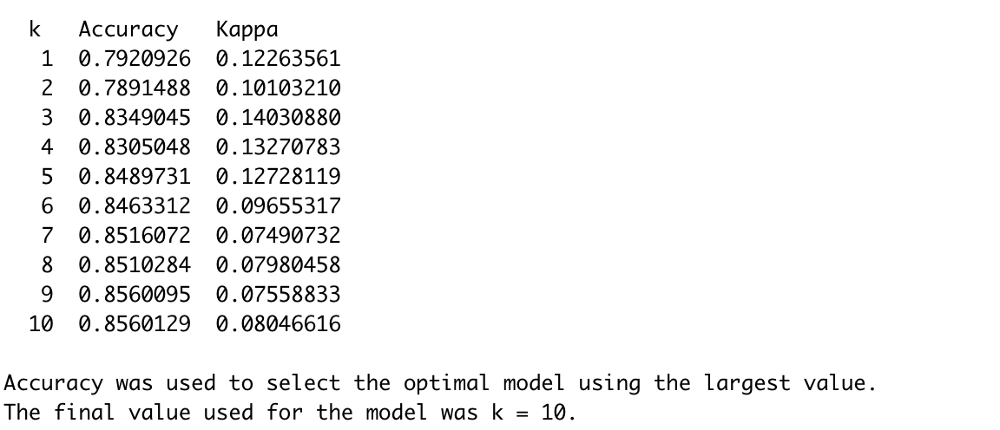 k   Accuracy   Kappa
1  0.7920926  0.12263561
2  0.7891488  0.10103210
3  0.8349045  0.14030880
4  0.8305048  0.13270783
5  0.8489731  0.12728119
6  0.8463312  0.09655317
7  0.8516072  0.07490732
8  0.8510284  0.07980458
9  0.8560095  0.07558833
10  0.8560129  0.08046616
Accuracy was used to select the optimal model using the largest value.
The final value used for the model was k = 10.